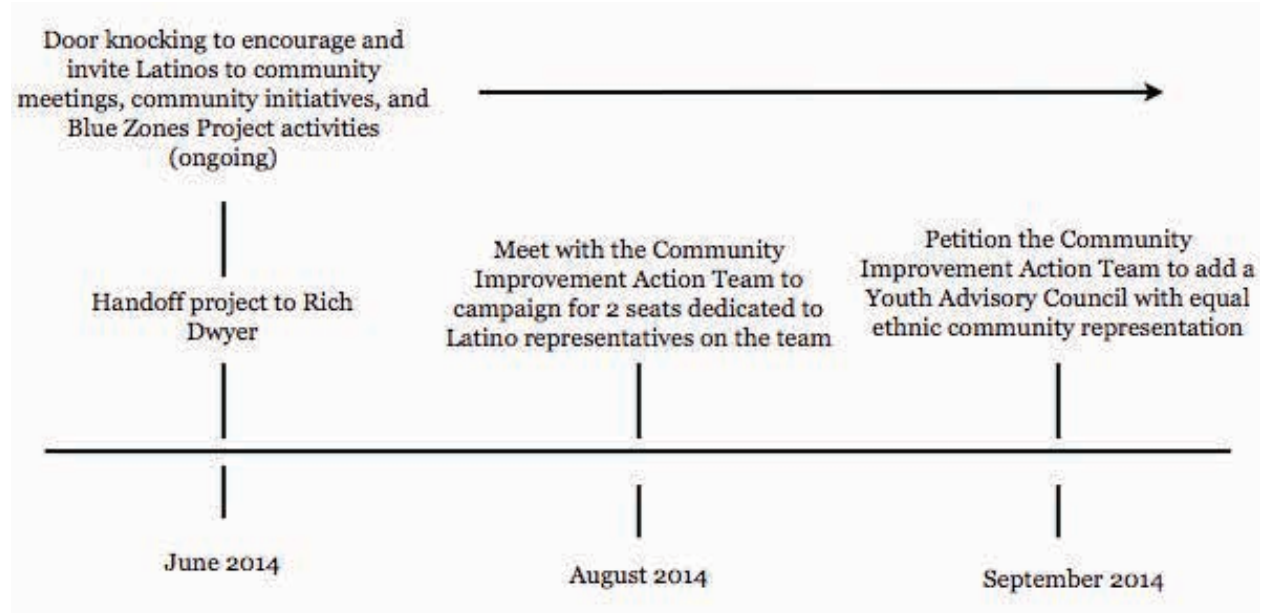 Door knocking to encourage and
invite Latinos to community
meetings, community initiatives, and
Blue Zones Project activities
(ongoing)
Handoff project to Rich
Dwyer
Meet with the Community
Improvement Action Team to
campaign for 2 seats dedicated to
Latino representatives on the team
Petition the Community
Improvement Action Team to add a
Youth Advisory Council with equal
ethnic community representation
June 2014
August 2014
September 2014